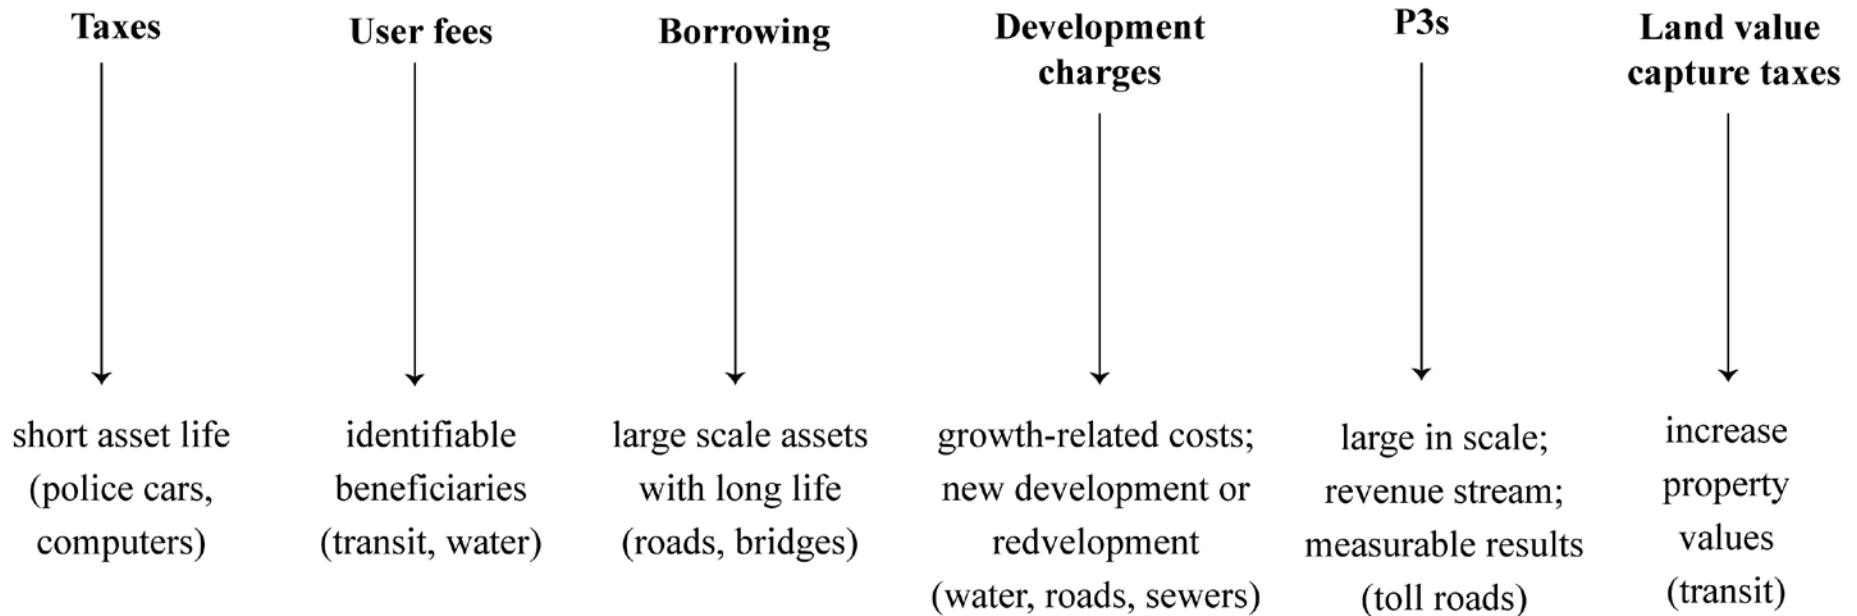 Taxes
short asset life
(police cars,
computers)
User fees
identifiable
beneficiaries
(transit, water)
Borrowing
large scale assets
with long life
(roads, bridges)
Development
charges
growth-related costs;
new development or
redvelopment
(water, roads, sewers)
P3s
large in scale;
revenue stream;
measurable results
(toll roads)
Land value
capture taxes
increase
property
values
(transit)